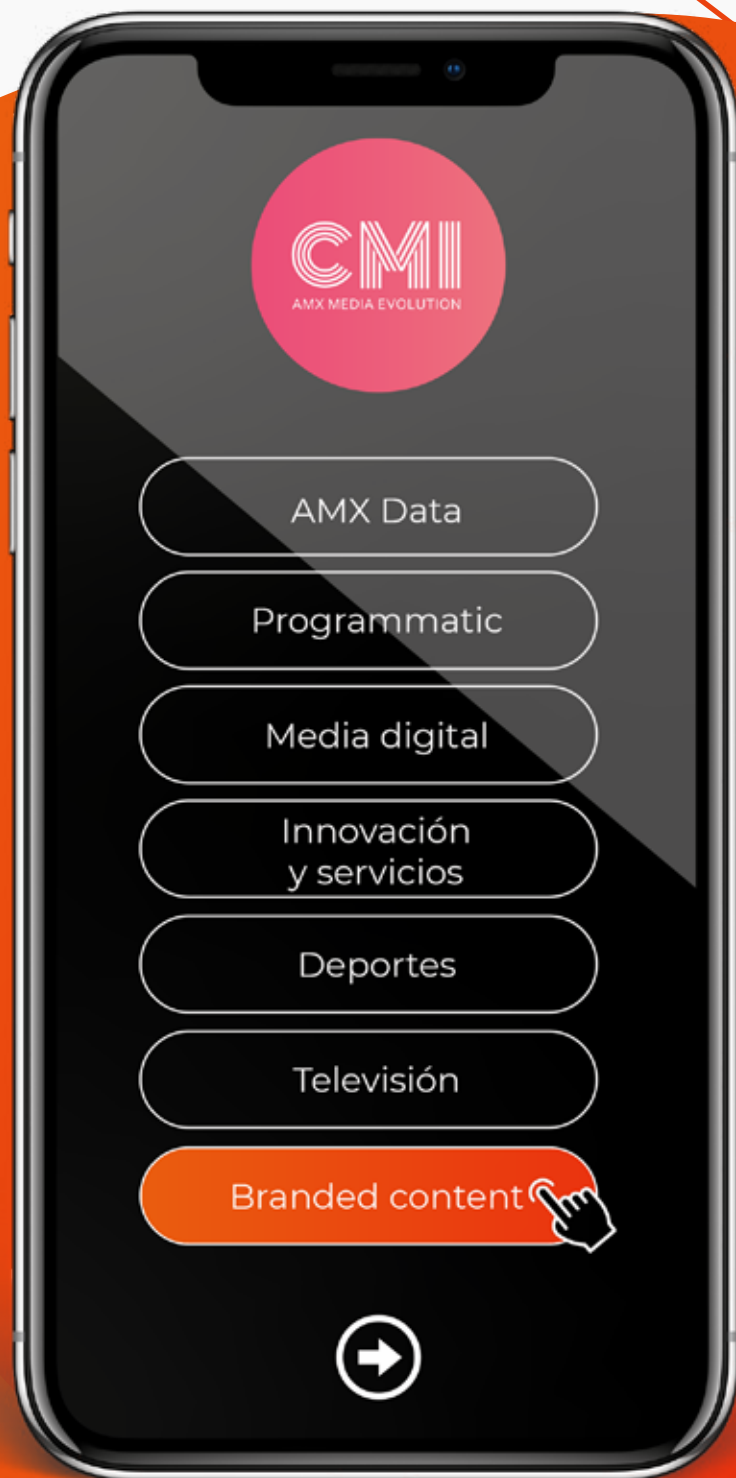 CMI
AMX MEDIA EVOLUTION
AMX Data
Programmatic
Media digital
Innovación
y servicios
Deportes
Televisión
Branded content